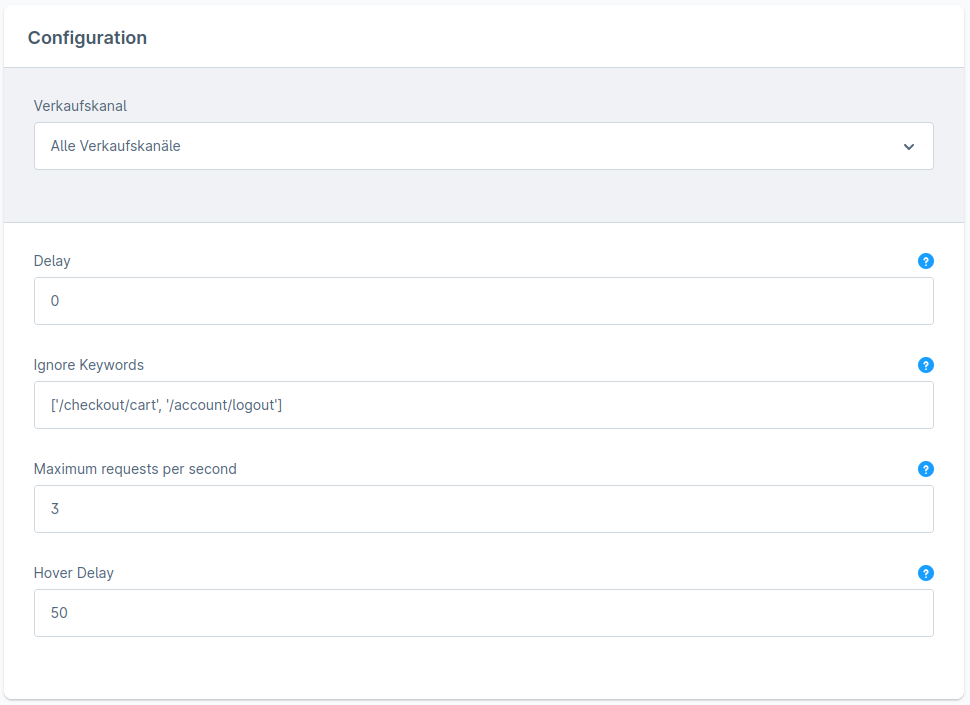 Configuration
Verkaufskanal
Alle Verkaufskanäle
Delay
?
0
Ignore Keywords
?
['/checkout/cart', '/account/logout']
Maximum requests per second
?
3
Hover Delay
?
50